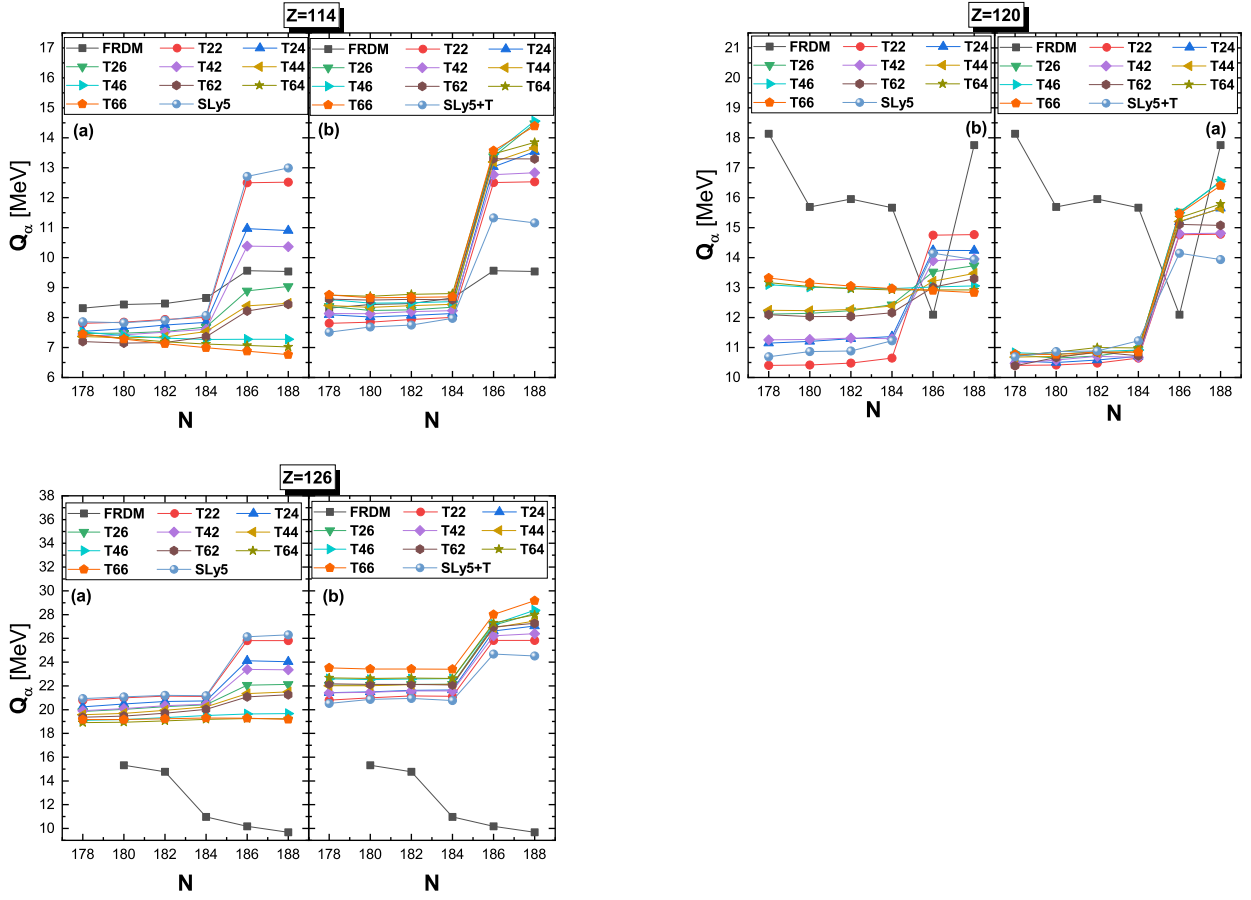 Z=114
17
16
15
14
13
12
11
10
9
8
7
6
Qα [MeV]
FRDM T22 T24
T26 T42 T44
T46 T62 T64
T66 SLy5
(a)
178 180 182 184 186 188
N
FRDM T22 T24
T26 T42 T44
T46 T62 T64
T66 SLy5+T
(b)
178 180 182 184 186 188
N
Z=120
21
20
19
18
17
16
15
14
13
12
11
10
Qα [MeV]
FRDM T22 T24
T26 T42 T44
T46 T62 T64
T66 SLy5
(b)
178 180 182 184 186 188
N
FRDM T22 T24
T26 T42 T44
T46 T62 T64
T66 SLy5+T
(a)
178 180 182 184 186 188
N
Z=126
38
36
34
32
30
28
26
24
22
20
18
16
14
12
10
Qα [MeV]
FRDM T22 T24
T26 T42 T44
T46 T62 T64
T66 SLy5
(a)
178 180 182 184 186 188
N
FRDM T22 T24
T26 T42 T44
T46 T62 T64
T66 SLy5+T
(b)
178 180 182 184 186 188
N